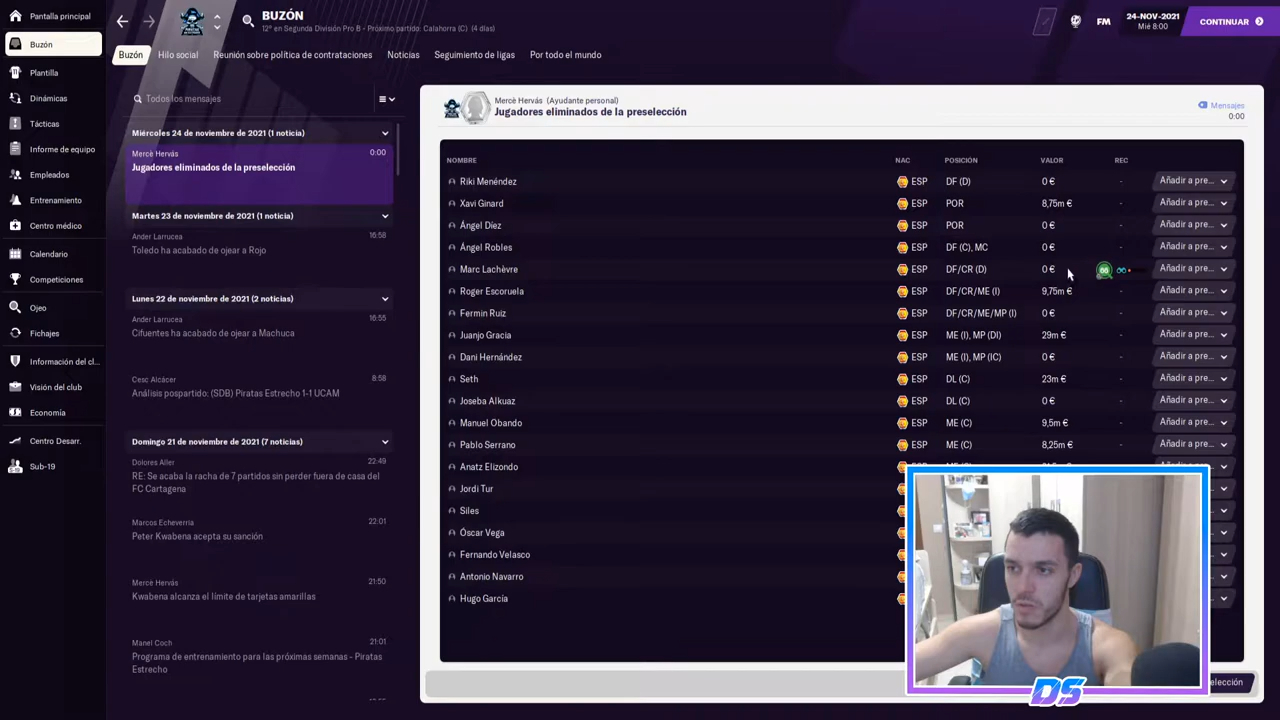 Pantalla principal
Buzón
Plantilla
Dinámicas
Tácticas
Informe de equipo
Empleados
Entrenamiento
Centro médico
Calendario
Competiciones
Ojeo
Fichajes
Información del cl...
Visión del club
Economía
Centro Desarr.
Sub-19
BUZÓN
12º en Segunda División Pro B - Próximo partido: Calahorra (C) (4 días)
FM
24-NOV-2021
Mié 8:00
CONTINUAR
Buzón Hilo social Reunión sobre política de contrataciones Noticias Seguimiento de ligas Por todo el mundo
Todos los mensajes
Miércoles 24 de noviembre de 2021 (1 noticia)
Mercè Hervás 0:00
Jugadores eliminados de la preselección
Martes 23 de noviembre de 2021 (1 noticia)
Ander Larrucea 16:58
Toledo ha acabado de ojear a Rojo
Lunes 22 de noviembre de 2021 (2 noticias)
Ander Larrucea 16:55
Cifuentes ha acabado de ojear a Machuca
Cesc Alcácer 8:58
Análisis pospartido: (SDB) Piratas Estrecho 1-1 UCAM
Domingo 21 de noviembre de 2021 (7 noticias)
Dolores Aller 22:49
RE: Se acaba la racha de 7 partidos sin perder fuera de casa del
FC Cartagena
Marcos Echeverría 22:01
Peter Kwabena acepta su sanción
Mercè Hervás 21:50
Kwabena alcanza el límite de tarjetas amarillas
Manel Coch 21:01
Programa de entrenamiento para las próximas semanas - Piratas
Estrecho
Mercè Hervás (Ayudante personal)
Jugadores eliminados de la preselección
Mensajes
0:00
NOMBRE NAC POSICIÓN VALOR REC
Riki Menéndez ESP DF (D) 0 € - Añadir a pre...
Xavi Ginard ESP POR 8,75m € - Añadir a pre...
Ángel Díez ESP POR 0 € - Añadir a pre...
Ángel Robles ESP DF (C), MC 0 € - Añadir a pre...
Marc Lachèvre ESP DF/CR (D) 0 € Añadir a pre...
Roger Escoruela ESP DF/CR/ME (I) 9,75m € - Añadir a pre...
Fermin Ruiz ESP DF/CR/ME/MP (I) 0 € - Añadir a pre...
Juanjo Gracia ESP ME (I), MP (DI) 29m € - Añadir a pre...
Dani Hernández ESP ME (I), MP (IC) 0 € - Añadir a pre...
Seth ESP DL (C) 23m € - Añadir a pre...
Joseba Alkuaz ESP DL (C) 0 € - Añadir a pre...
Manuel Obando ESP ME (C) 9,5m € - Añadir a pre...
Pablo Serrano ESP ME (C) 8,25m € - Añadir a pre...
Anatz Elizondo ESP
Jordi Tur
Siles
Óscar Vega
Fernando Velasco
Antonio Navarro
Hugo García
selección
DS